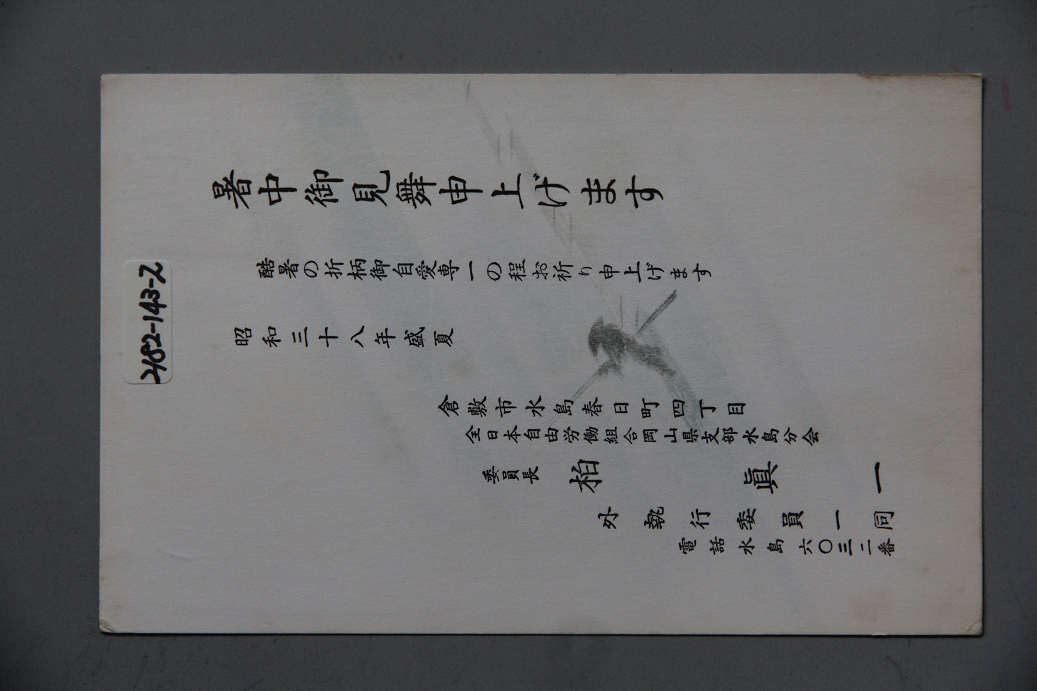 暑中御見舞申上げます
酷暑の折柄御自愛専一の程お祈り申上げます
昭和三十八年盛夏
倉敷市水島春日町四丁目
全日本自由労働組合岡山県支部水島分会
委員長 柏眞一
外執行委員一同
電話水島六〇三二番
2182-143-2